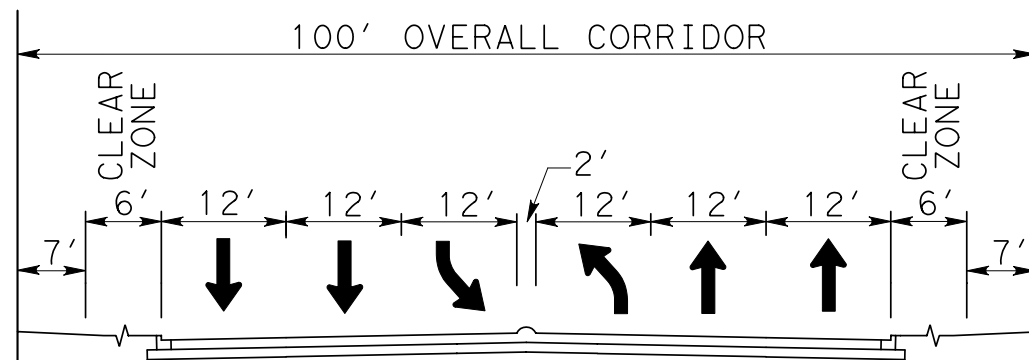 100' OVERALL CORRIDOR
CLEAR
ZONE
CLEAR
ZONE
2'
6'
12'
12'
12'
12'
12'
12'
6'
7'
7'